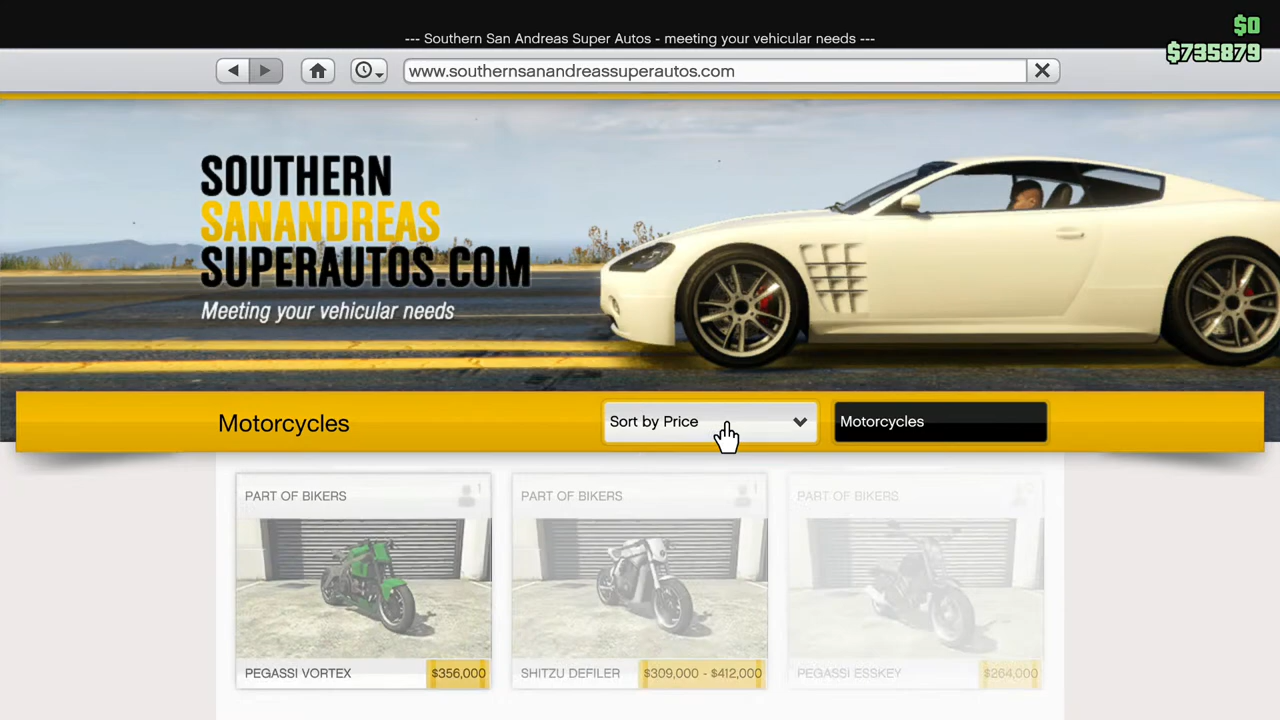 $0
--- Southern San Andreas Super Autos - meeting your vehicular needs ---
$735879
www.southernsanandreassuperautos.com
SOUTHERN
SANANDREAS
SUPERAUTOS.COM
Meeting your vehicular needs
Motorcycles
Sort by Price
Motorcycles
PART OF BIKERS
1
PART OF BIKERS
1
PART OF BIKERS
PEGASSI VORTEX
$356,000
SHITZU DEFILER
$309,000 - $412,000
PEGASSI ESSKEY
$264,000